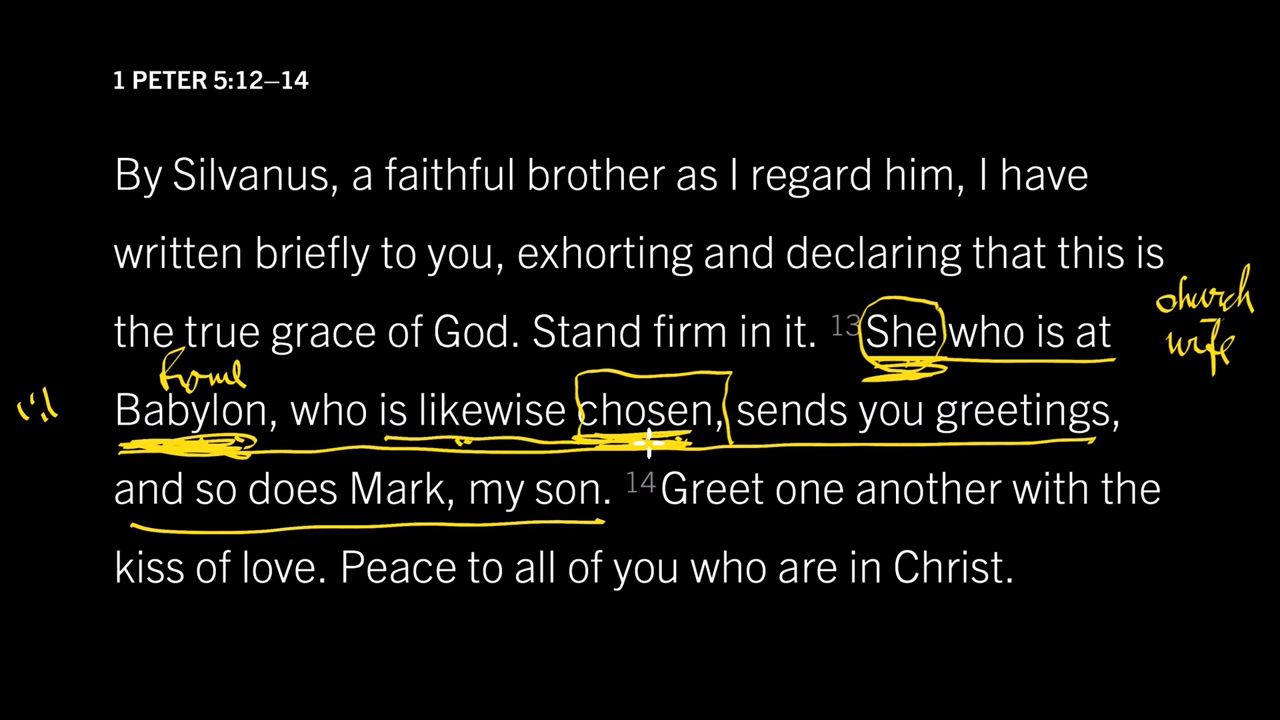 1 PETER 5:12–14
By Silvanus, a faithful brother as I regard him, I have
written briefly to you, exhorting and declaring that this is
church
the true grace of God. Stand firm in it. 13 She who is at
wife
Rome
1:1
Babylon, who is likewise chosen, sends you greetings,
and so does Mark, my son. 14 Greet one another with the
kiss of love. Peace to all of you who are in Christ.